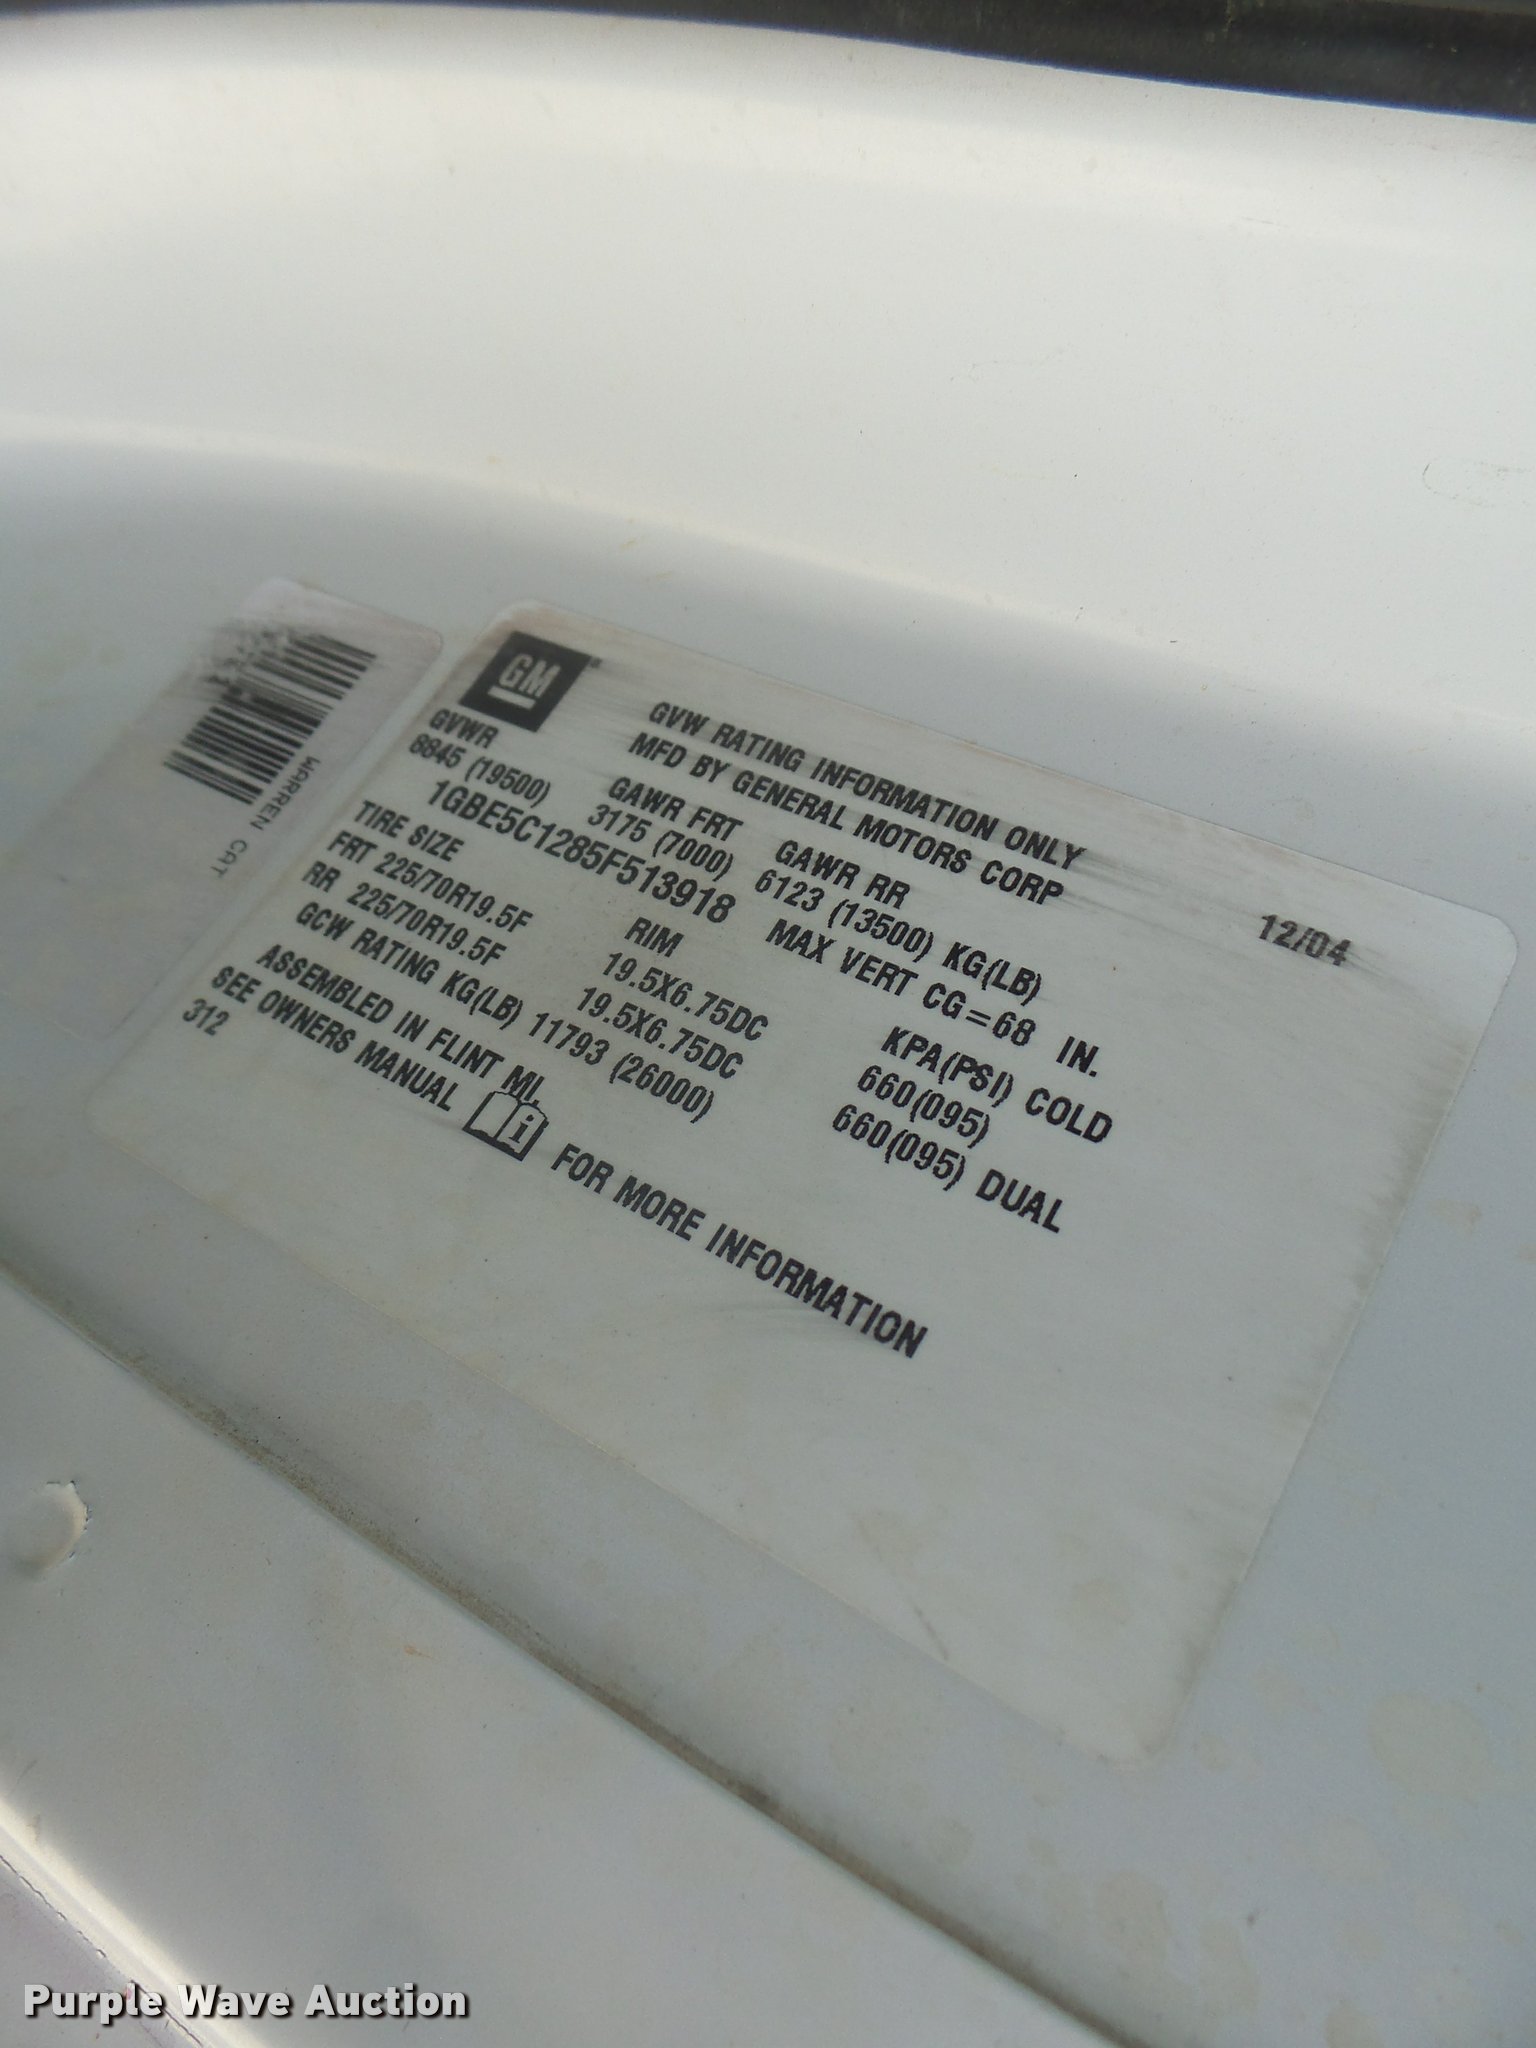 GM
GVW RATING INFORMATION ONLY
MFD BY GENERAL MOTORS CORP
12/04
GVWR GAWR FRT GAWR RR
8845 (19500) 3175 (7000) 6123 (13500) KG(LB)
1GBE5C1285F513918 MAX VERT CG=68 IN.
TIRE SIZE RIM KPA(PSI) COLD
FRT 225/70R19.5F 19.5X6.75DC 660(095)
RR 225/70R19.5F 19.5X6.75DC 660(095) DUAL
GCW RATING KG(LB) 11793 (26000)
ASSEMBLED IN FLINT MI.
SEE OWNERS MANUAL i FOR MORE INFORMATION
312
WARREN CAT
Purple Wave Auction